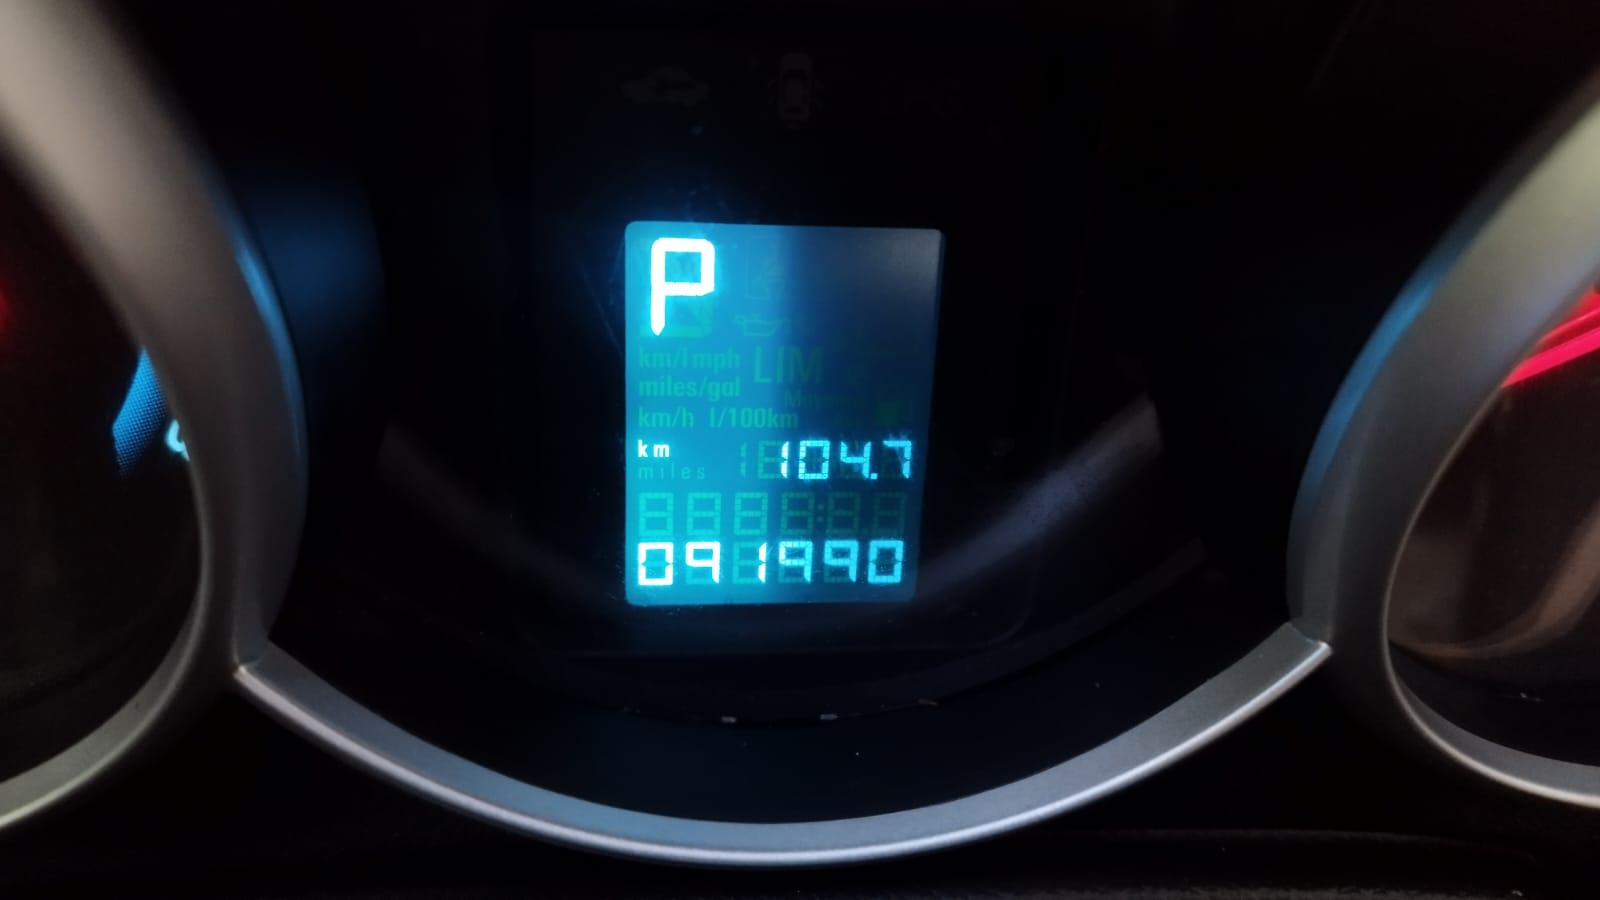 P
km/l mph LIM
miles/gal
km/h l/100km
km 104.7
miles
091990